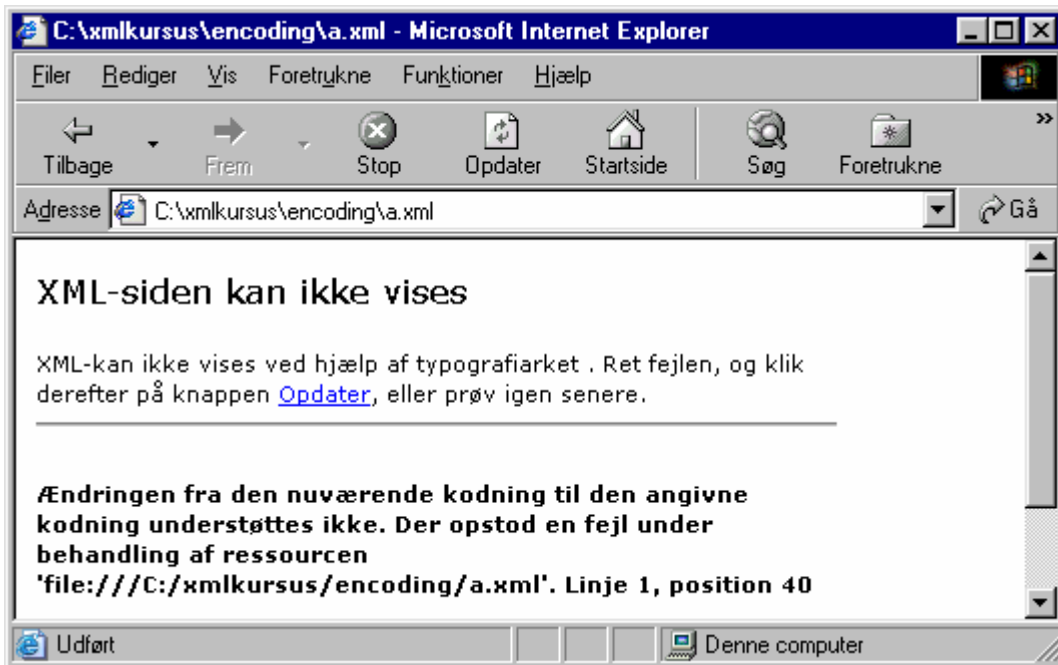 C:\xmlkursus\encoding\a.xml - Microsoft Internet Explorer
Filer Rediger Vis Foretrukne Funktioner Hjælp
Tilbage Frem Stop Opdater Startside Søg Foretrukne »
Adresse C:\xmlkursus\encoding\a.xml Gå
XML-siden kan ikke vises
XML-kan ikke vises ved hjælp af typografiarket . Ret fejlen, og klik
derefter på knappen Opdater, eller prøv igen senere.
Ændringen fra den nuværende kodning til den angivne
kodning understøttes ikke. Der opstod en fejl under
behandling af ressourcen
'file:///C:/xmlkursus/encoding/a.xml'. Linje 1, position 40
Udført Denne computer